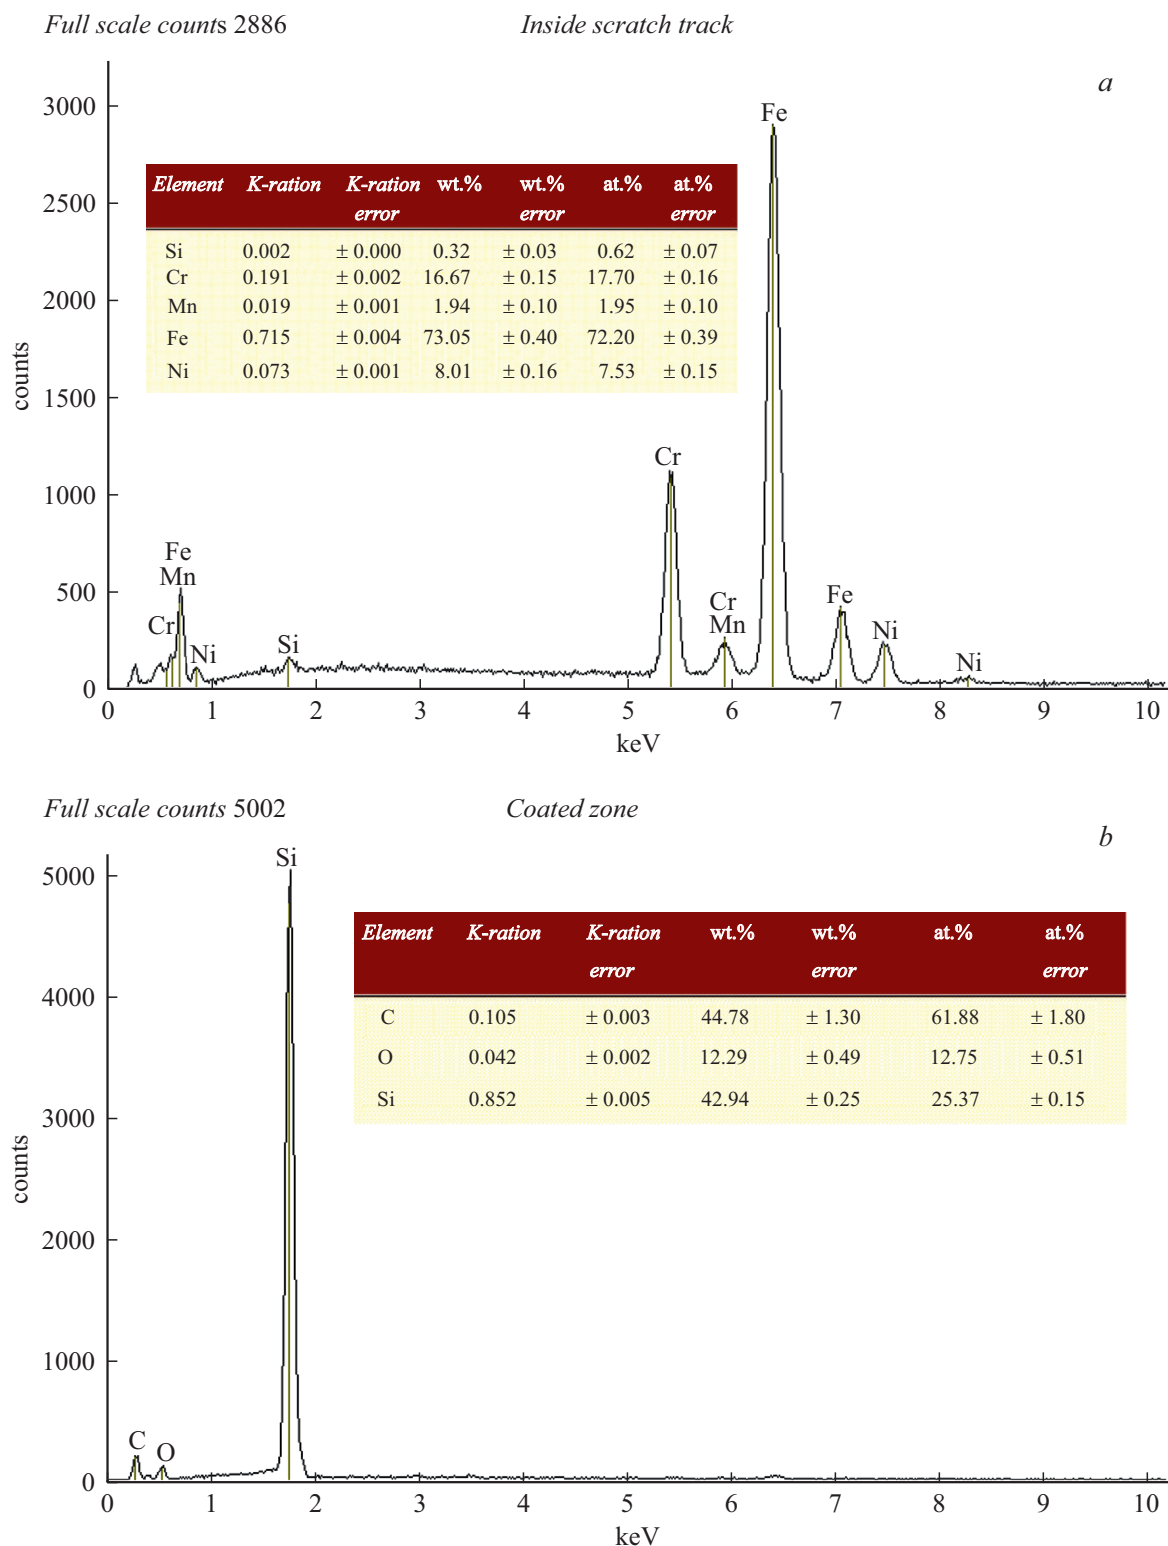 Full scale counts 2886 Inside scratch track
a
3000
2500
2000
1500
1000
500
0
counts
Element K-ration K-ration wt.% wt.% at.% at.%
error error error
Si 0.002 ± 0.000 0.32 ± 0.03 0.62 ± 0.07
Cr 0.191 ± 0.002 16.67 ± 0.15 17.70 ± 0.16
Mn 0.019 ± 0.001 1.94 ± 0.10 1.95 ± 0.10
Fe 0.715 ± 0.004 73.05 ± 0.40 72.20 ± 0.39
Ni 0.073 ± 0.001 8.01 ± 0.16 7.53 ± 0.15
Fe
Mn
Cr
Ni
Si
Cr
Cr
Mn
Fe
Fe
Ni
Ni
0 1 2 3 4 5 6 7 8 9 10
keV
Full scale counts 5002 Coated zone
b
5000
4000
3000
2000
1000
0
counts
Element K-ration K-ration wt.% wt.% at.% at.%
error error error
C 0.105 ± 0.003 44.78 ± 1.30 61.88 ± 1.80
O 0.042 ± 0.002 12.29 ± 0.49 12.75 ± 0.51
Si 0.852 ± 0.005 42.94 ± 0.25 25.37 ± 0.15
C
O
Si
0 1 2 3 4 5 6 7 8 9 10
keV